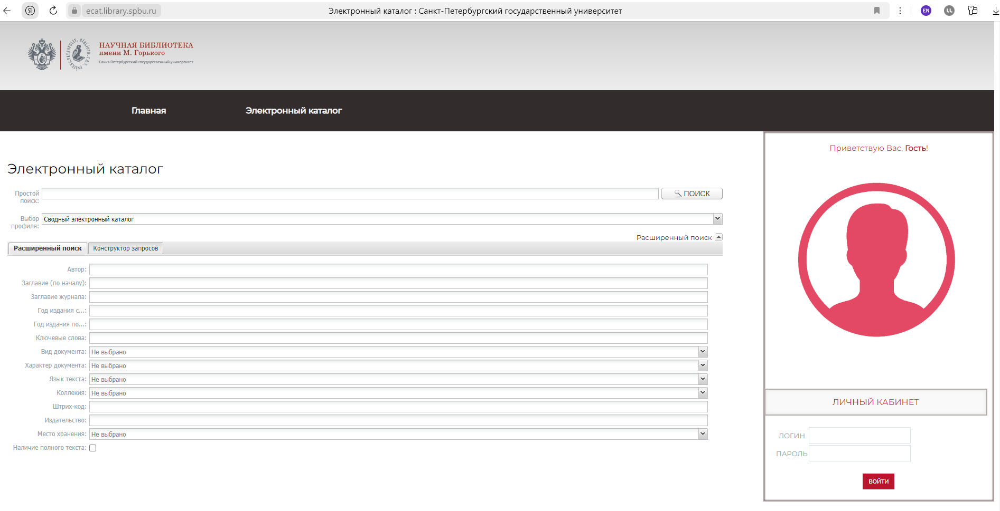 ecat.library.spbu.ru
Электронный каталог : Санкт-Петербургский государственный университет
EN
НАУЧНАЯ БИБЛИОТЕКА
имени М. Горького
Санкт-Петербургский государственный университет
Главная
Электронный каталог
Приветствую Вас, Гость!
Электронный каталог
Простой
поиск:
ПОИСК
Выбор
профиля:
Сводный электронный каталог
Расширенный поиск
Расширенный поиск
Конструктор запросов
Автор:
Заглавие (по началу):
Заглавие журнала:
Год издания с...:
Год издания по...:
Ключевые слова:
Вид документа: Не выбрано
Характер документа: Не выбрано
Язык текста: Не выбрано
Коллекия: Не выбрано
Штрих-код:
Издательство:
Место хранения: Не выбрано
Наличие полного текста:
ЛИЧНЫЙ КАБИНЕТ
ЛОГИН
ПАРОЛЬ
ВОЙТИ